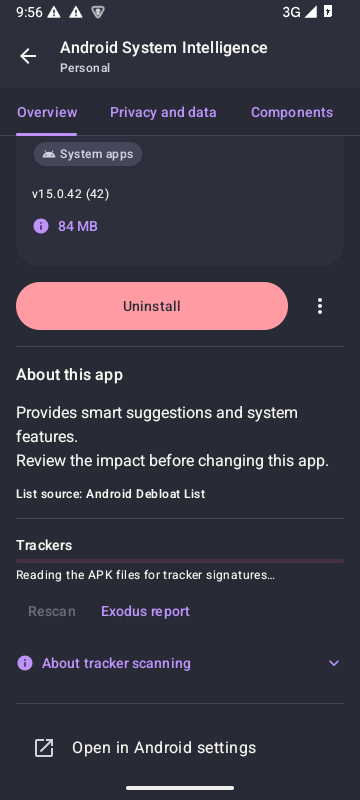 9:56
3G
Android System Intelligence
Personal
Overview
Privacy and data
Components
System apps
v15.0.42 (42)
84 MB
Uninstall
About this app
Provides smart suggestions and system
features.
Review the impact before changing this app.
List source: Android Debloat List
Trackers
Reading the APK files for tracker signatures…
Rescan
Exodus report
About tracker scanning
Open in Android settings